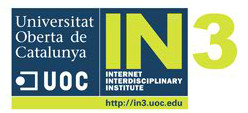 Universitat
Oberta de
Catalunya
UOC
IN3
INTERNET
INTERDISCIPLINARY
INSTITUTE
http://in3.uoc.edu